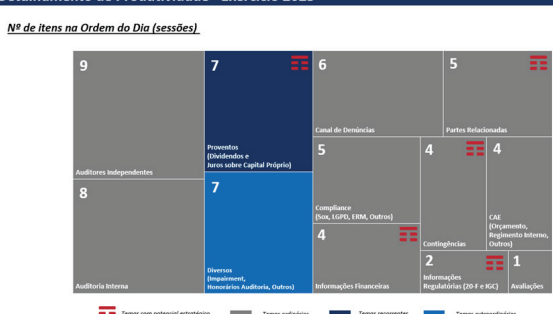 Nº de itens na Ordem do Dia (sessões)
9
Auditores Independentes
8
Auditoria Interna
7
Proventos
(Dividendos e
Juros sobre Capital Próprio)
7
Diversos
(Impairment,
Honorários Auditoria, Outros)
6
Canal de Denúncias
5
Partes Relacionadas
5
Compliance
(Sox, LGPD, ERM, Outros)
4
Informações Financeiras
4
Contingências
4
CAE
(Orçamento,
Regimento Interno,
Outros)
2
Informações
Regulatórias (20-F e IGC)
1
Avaliações
Temas com potencial estratégico Temas ordinários Temas recorrentes Temas extraordinários